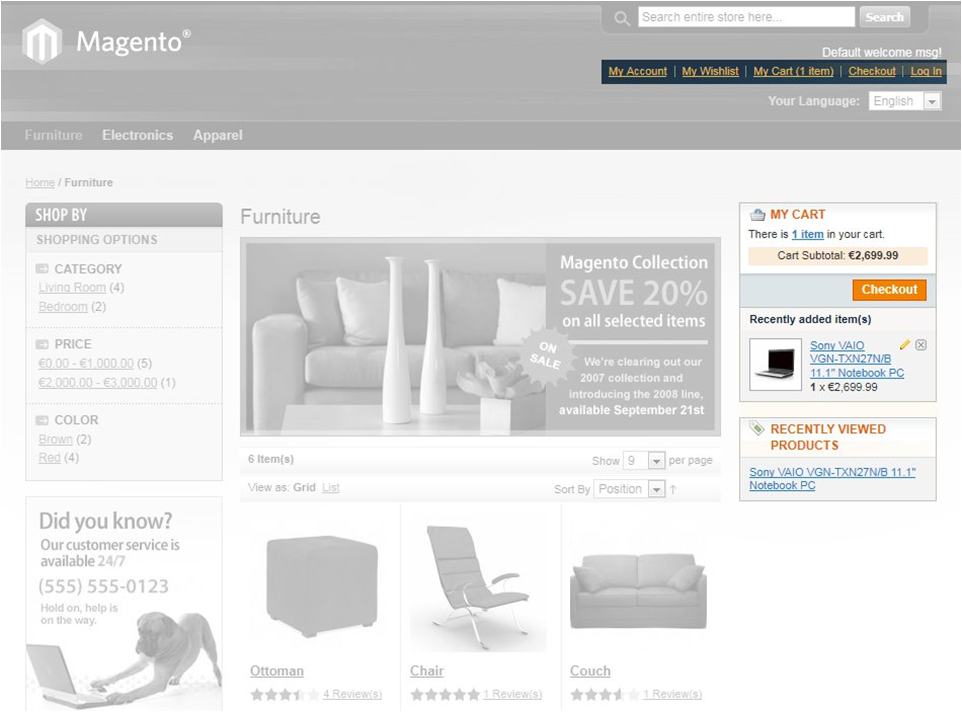 Search entire store here...
Search
Magento®
Default welcome msg!
My Account | My Wishlist | My Cart (1 item) | Checkout | Log In
Your Language: English
Furniture Electronics Apparel
Home / Furniture
SHOP BY
SHOPPING OPTIONS
CATEGORY
Living Room (4)
Bedroom (2)
PRICE
€0.00 - €1,000.00 (5)
€2,000.00 - €3,000.00 (1)
COLOR
Brown (2)
Red (4)
Did you know?
Our customer service is
available 24/7
(555) 555-0123
Hold on, help is
on the way.
Furniture
Magento Collection
SAVE 20%
on all selected items
ON
SALE
We're clearing out our
2007 collection and
introducing the 2008 line,
available September 21st
6 Item(s)
Show 9 per page
View as: Grid List
Sort By Position
Ottoman
4 Review(s)
Chair
1 Review(s)
Couch
1 Review(s)
MY CART
There is 1 item in your cart.
Cart Subtotal: €2,699.99
Checkout
Recently added item(s)
Sony VAIO
VGN-TXN27N/B
11.1" Notebook PC
1 x €2,699.99
RECENTLY VIEWED
PRODUCTS
Sony VAIO VGN-TXN27N/B 11.1"
Notebook PC